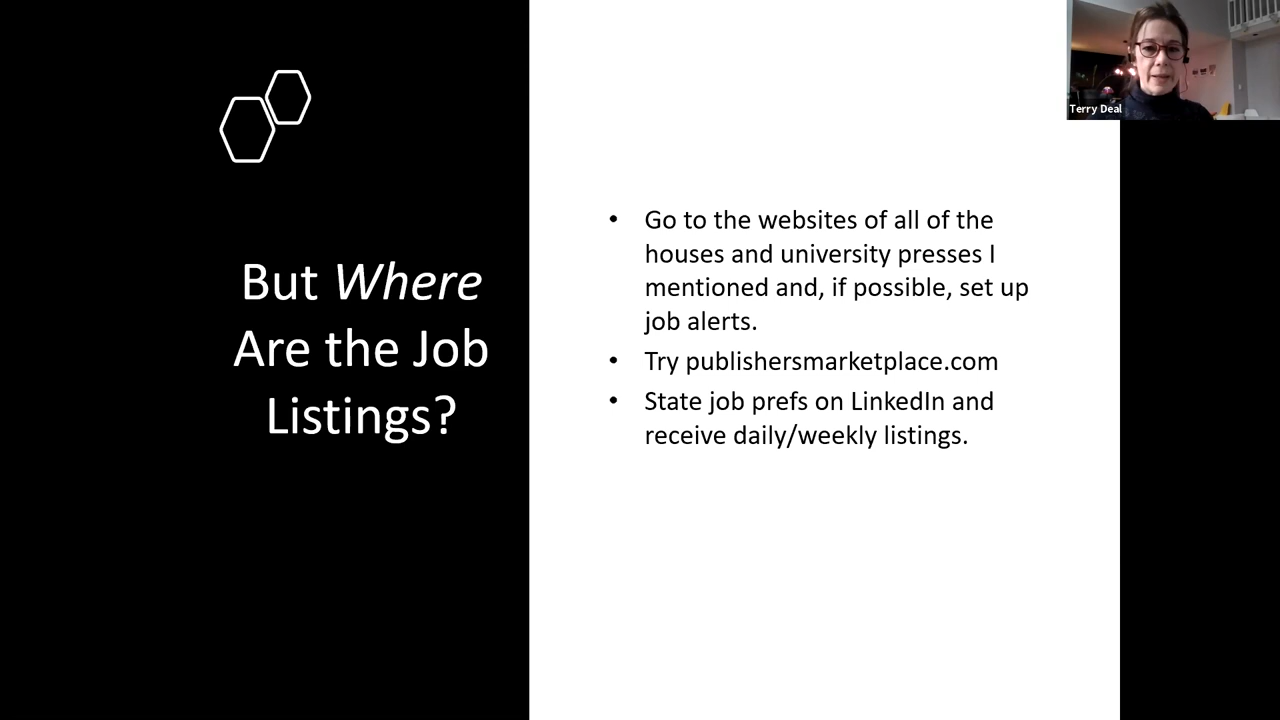 But Where
Are the Job
Listings?
• Go to the websites of all of the
houses and university presses I
mentioned and, if possible, set up
job alerts.
• Try publishersmarketplace.com
• State job prefs on LinkedIn and
receive daily/weekly listings.
Terry Deal